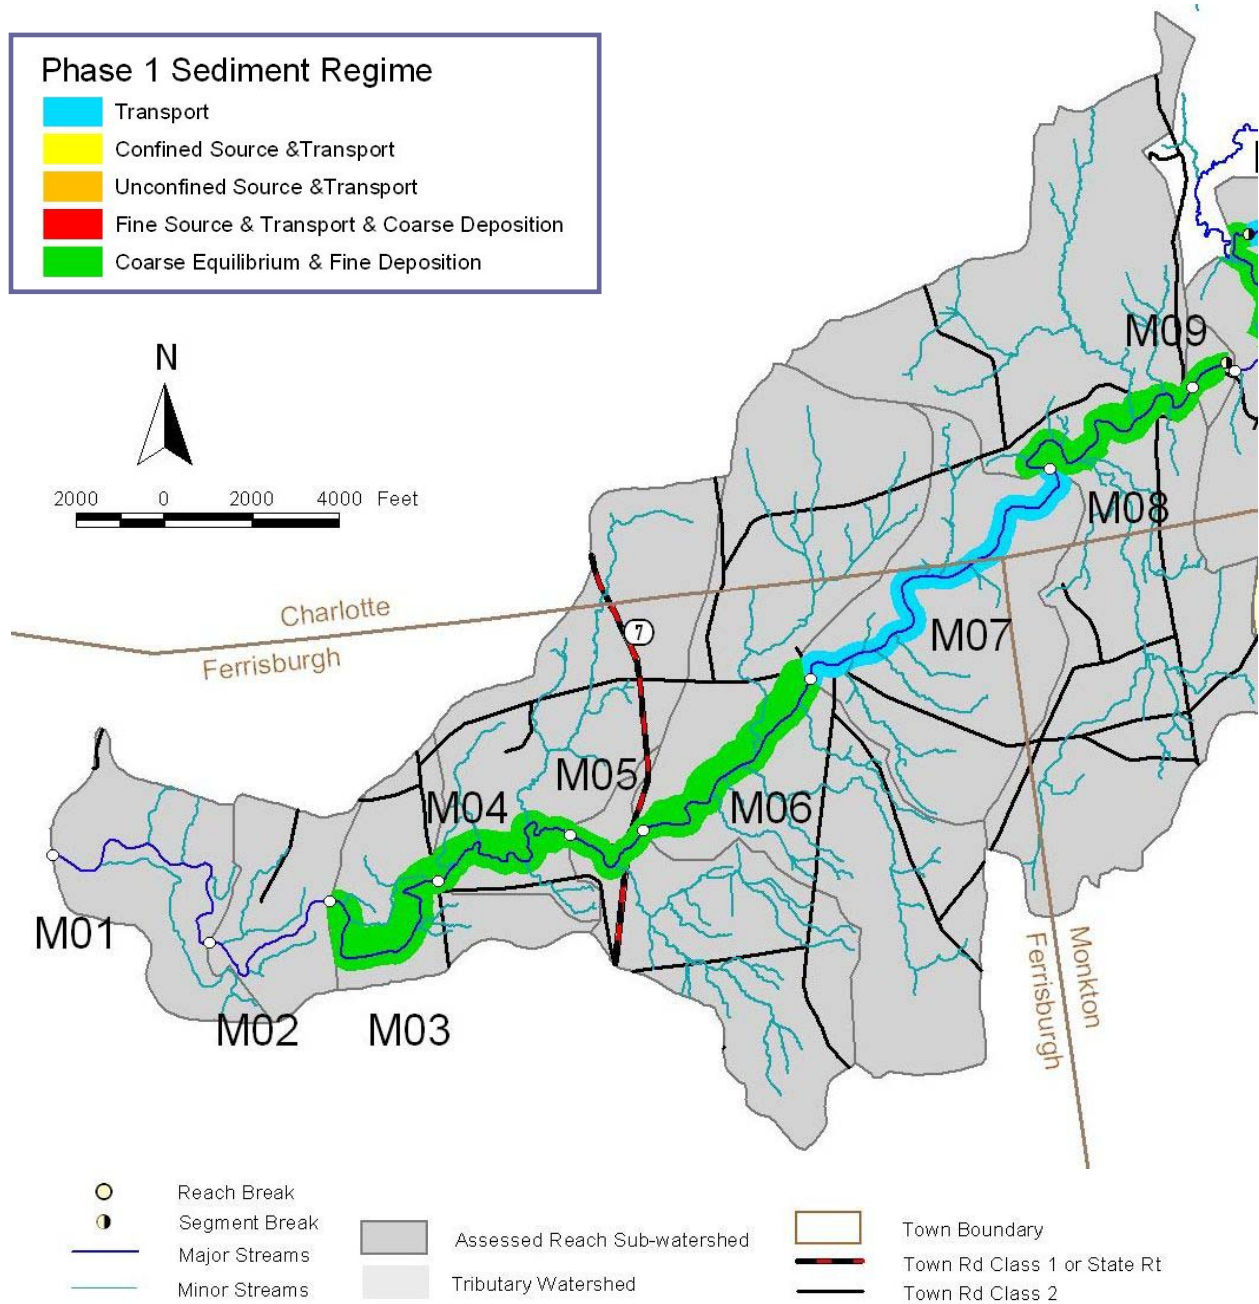 Phase 1 Sediment Regime
Transport
Confined Source &Transport
Unconfined Source &Transport
Fine Source & Transport & Coarse Deposition
Coarse Equilibrium & Fine Deposition
N
2000 0 2000 4000 Feet
M09
M08
Charlotte
Ferrisburgh
7
M07
M05
M04
M06
M01
M02
M03
Monkton
Ferrisburgh
Reach Break
Segment Break
Major Streams
Minor Streams
Assessed Reach Sub-watershed
Tributary Watershed
Town Boundary
Town Rd Class 1 or State Rt
Town Rd Class 2